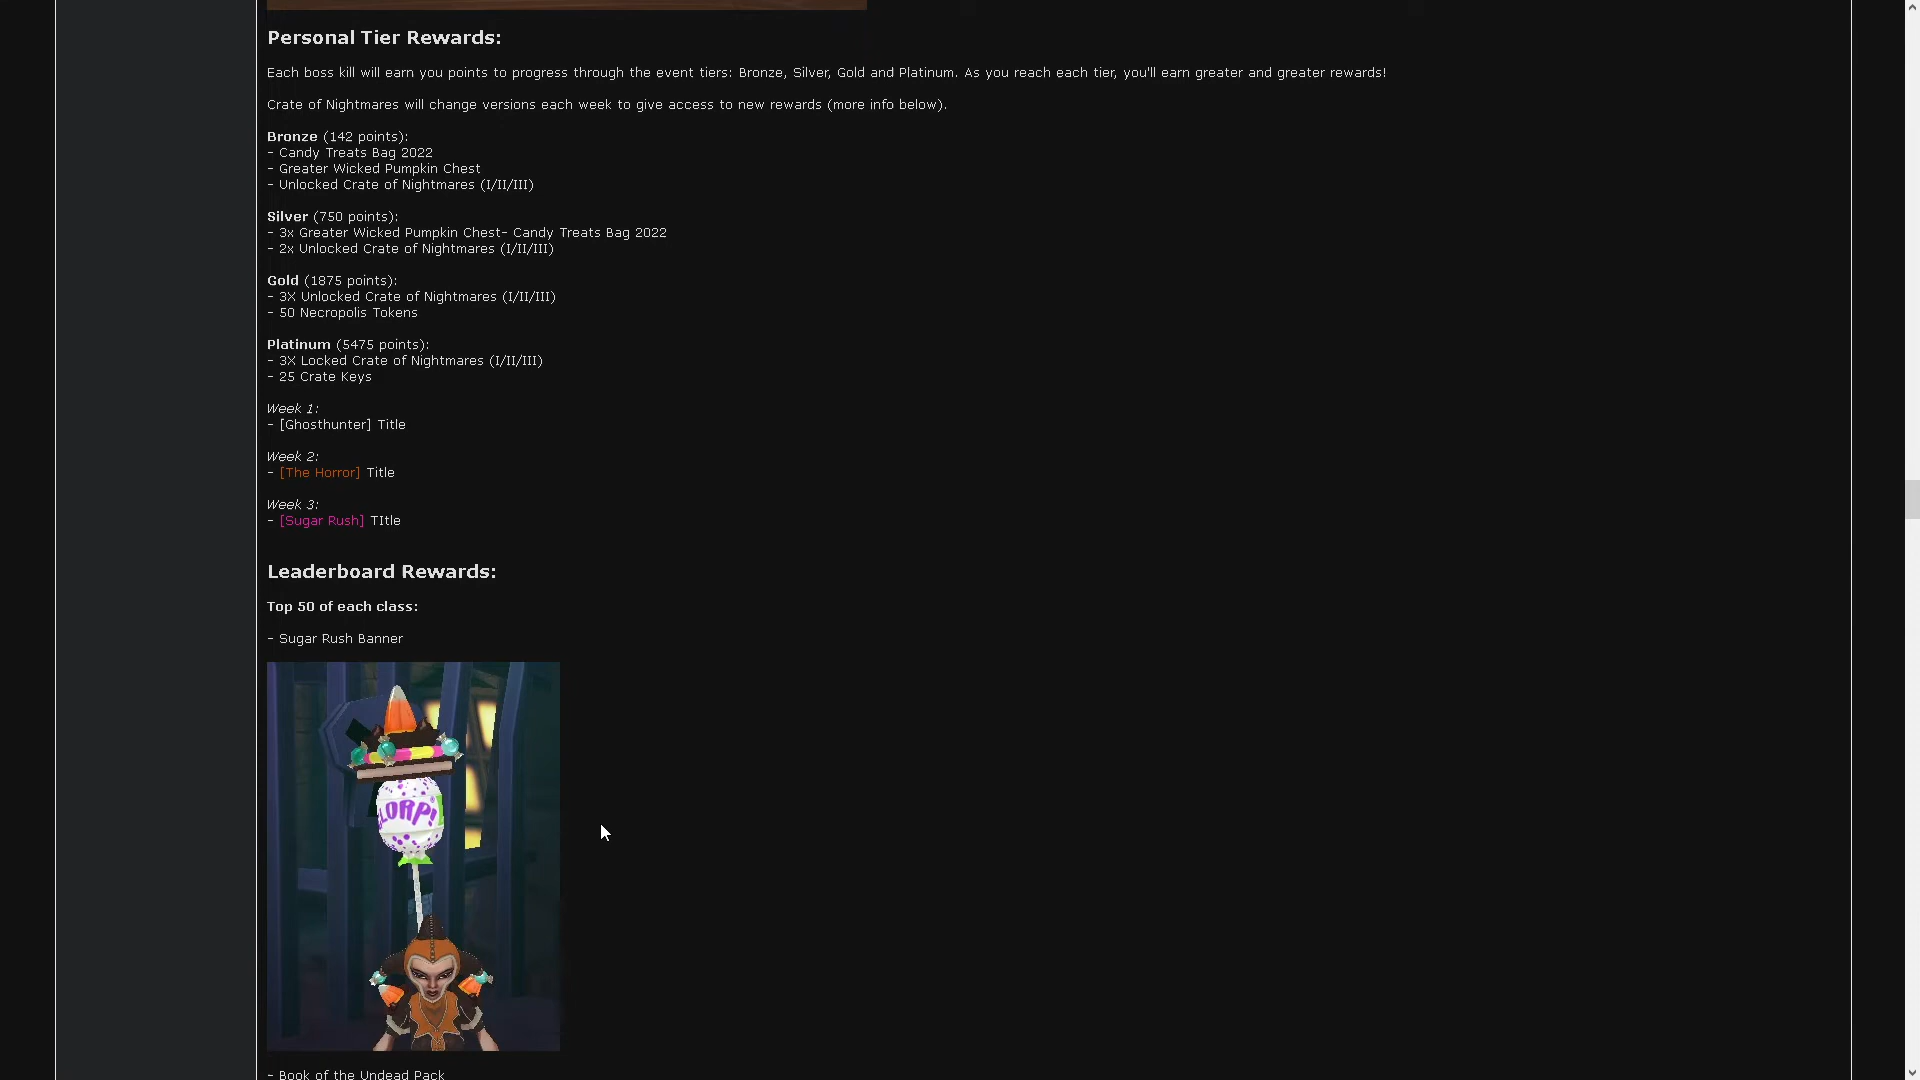 Personal Tier Rewards:
Each boss kill will earn you points to progress through the event tiers: Bronze, Silver, Gold and Platinum. As you reach each tier, you'll earn greater and greater rewards!
Crate of Nightmares will change versions each week to give access to new rewards (more info below).
Bronze (142 points):
- Candy Treats Bag 2022
- Greater Wicked Pumpkin Chest
- Unlocked Crate of Nightmares (I/II/III)
Silver (750 points):
- 3x Greater Wicked Pumpkin Chest- Candy Treats Bag 2022
- 2x Unlocked Crate of Nightmares (I/II/III)
Gold (1875 points):
- 3X Unlocked Crate of Nightmares (I/II/III)
- 50 Necropolis Tokens
Platinum (5475 points):
- 3X Locked Crate of Nightmares (I/II/III)
- 25 Crate Keys
Week 1:
- [Ghosthunter] Title
Week 2:
- [The Horror] Title
Week 3:
- [Sugar Rush] TItle
Leaderboard Rewards:
Top 50 of each class:
- Sugar Rush Banner
LORP!
- Book of the Undead Pack